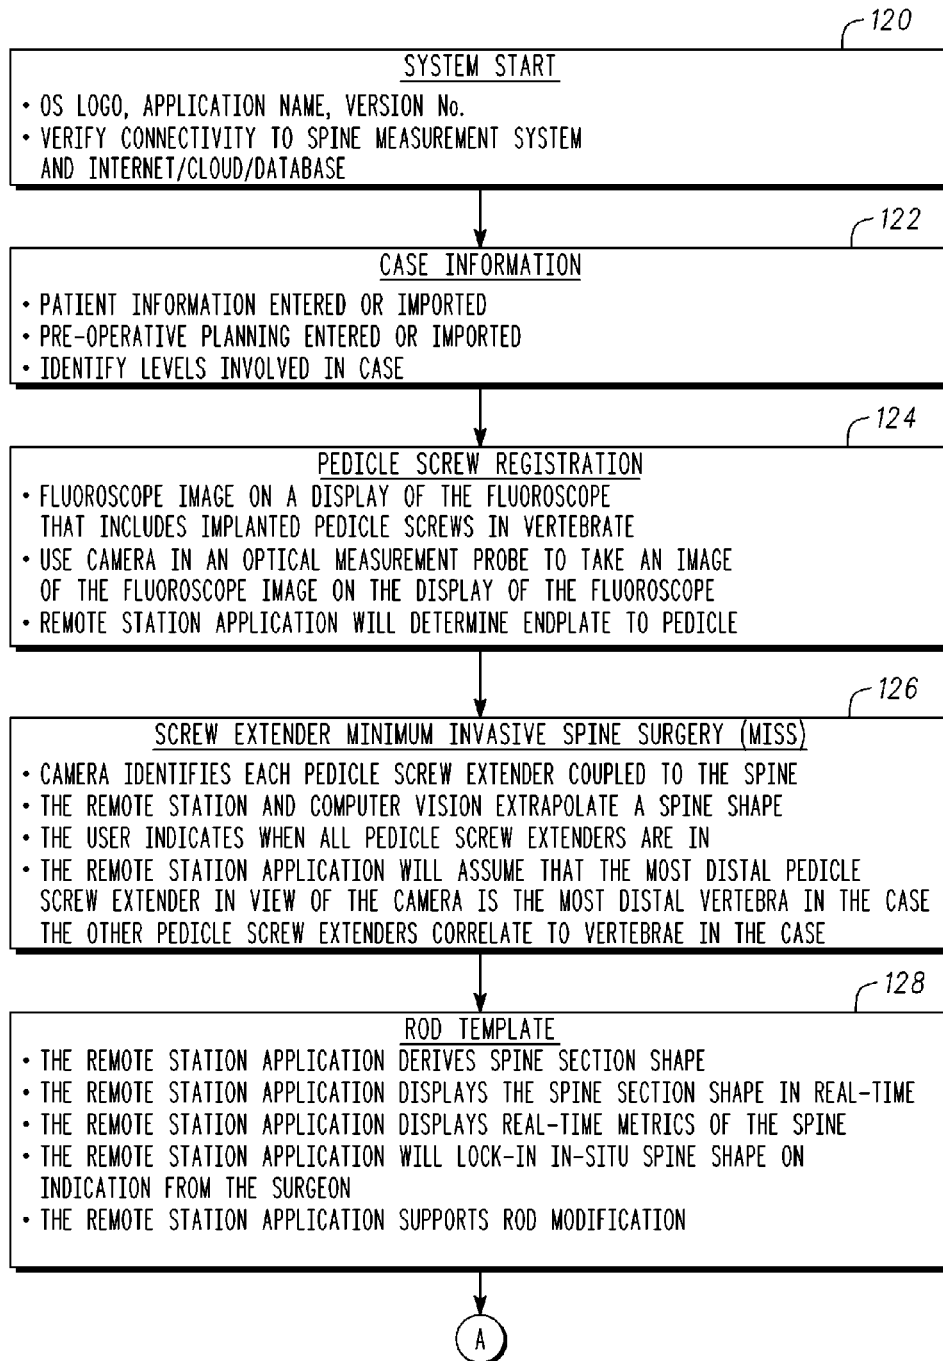 120
SYSTEM START
• OS LOGO, APPLICATION NAME, VERSION No.
• VERIFY CONNECTIVITY TO SPINE MEASUREMENT SYSTEM
AND INTERNET/CLOUD/DATABASE
122
CASE INFORMATION
• PATIENT INFORMATION ENTERED OR IMPORTED
• PRE-OPERATIVE PLANNING ENTERED OR IMPORTED
• IDENTIFY LEVELS INVOLVED IN CASE
124
PEDICLE SCREW REGISTRATION
• FLUOROSCOPE IMAGE ON A DISPLAY OF THE FLUOROSCOPE
THAT INCLUDES IMPLANTED PEDICLE SCREWS IN VERTEBRATE
• USE CAMERA IN AN OPTICAL MEASUREMENT PROBE TO TAKE AN IMAGE
OF THE FLUOROSCOPE IMAGE ON THE DISPLAY OF THE FLUOROSCOPE
• REMOTE STATION APPLICATION WILL DETERMINE ENDPLATE TO PEDICLE
126
SCREW EXTENDER MINIMUM INVASIVE SPINE SURGERY (MISS)
• CAMERA IDENTIFIES EACH PEDICLE SCREW EXTENDER COUPLED TO THE SPINE
• THE REMOTE STATION AND COMPUTER VISION EXTRAPOLATE A SPINE SHAPE
• THE USER INDICATES WHEN ALL PEDICLE SCREW EXTENDERS ARE IN
• THE REMOTE STATION APPLICATION WILL ASSUME THAT THE MOST DISTAL PEDICLE
SCREW EXTENDER IN VIEW OF THE CAMERA IS THE MOST DISTAL VERTEBRA IN THE CASE
THE OTHER PEDICLE SCREW EXTENDERS CORRELATE TO VERTEBRAE IN THE CASE
128
ROD TEMPLATE
• THE REMOTE STATION APPLICATION DERIVES SPINE SECTION SHAPE
• THE REMOTE STATION APPLICATION DISPLAYS THE SPINE SECTION SHAPE IN REAL-TIME
• THE REMOTE STATION APPLICATION DISPLAYS REAL-TIME METRICS OF THE SPINE
• THE REMOTE STATION APPLICATION WILL LOCK-IN IN-SITU SPINE SHAPE ON
INDICATION FROM THE SURGEON
• THE REMOTE STATION APPLICATION SUPPORTS ROD MODIFICATION
A